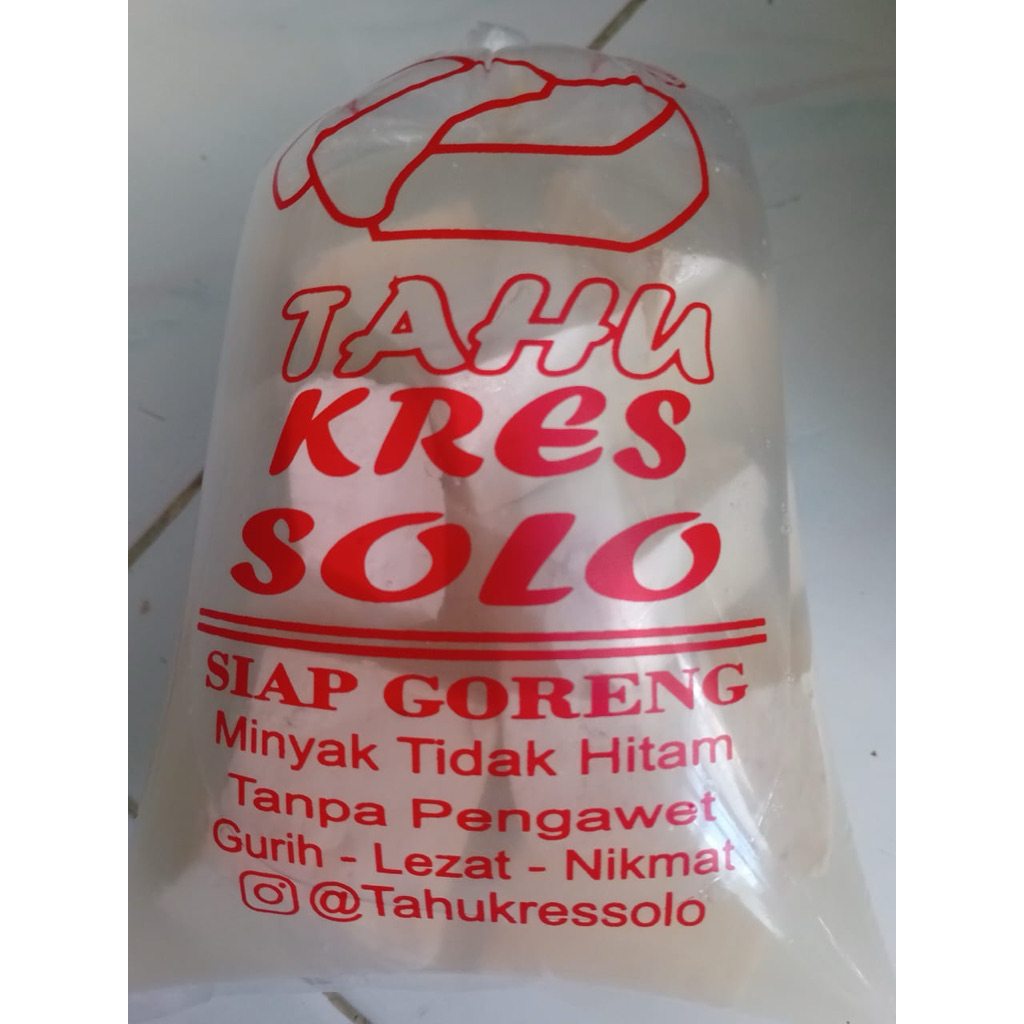 TAHU
KRES
SOLO
SIAP GORENG
Minyak Tidak Hitam
Tanpa Pengawet
Gurih - Lezat - Nikmat
@Tahukressolo